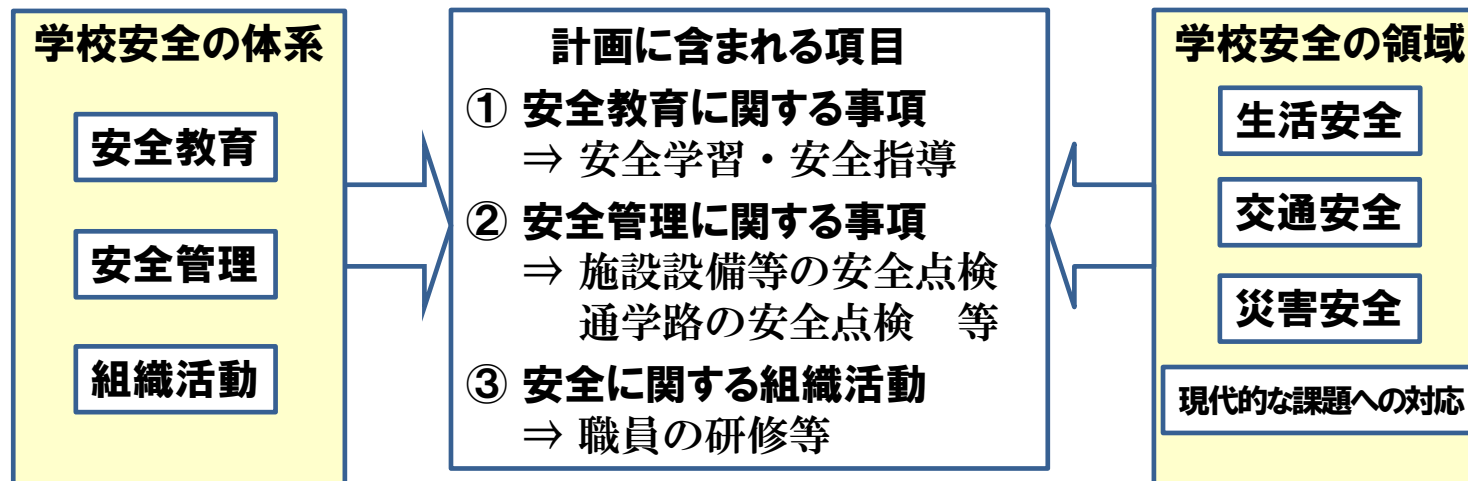 学校安全の体系
安全教育
安全管理
組織活動
計画に含まれる項目
① 安全教育に関する事項
⇒ 安全学習・安全指導
② 安全管理に関する事項
⇒ 施設設備等の安全点検
通学路の安全点検　等
③ 安全に関する組織活動
⇒ 職員の研修等
学校安全の領域
生活安全
交通安全
災害安全
現代的な課題への対応